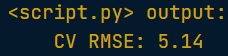 <script.py> output:
CV RMSE: 5.14